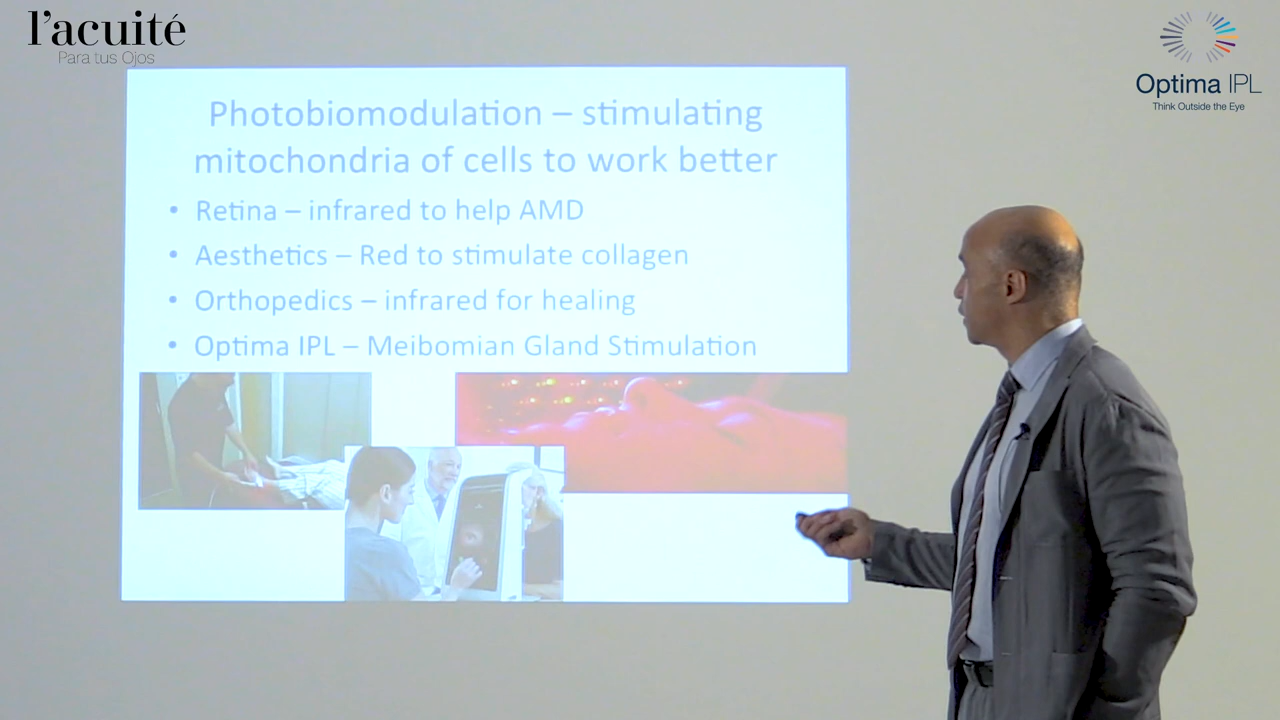 l'acuité
Para tus Ojos
Optima IPL
Think Outside the Eye
Photobiomodulation – stimulating
mitochondria of cells to work better
• Retina – infrared to help AMD
• Aesthetics – Red to stimulate collagen
• Orthopedics – infrared for healing
• Optima IPL – Meibomian Gland Stimulation